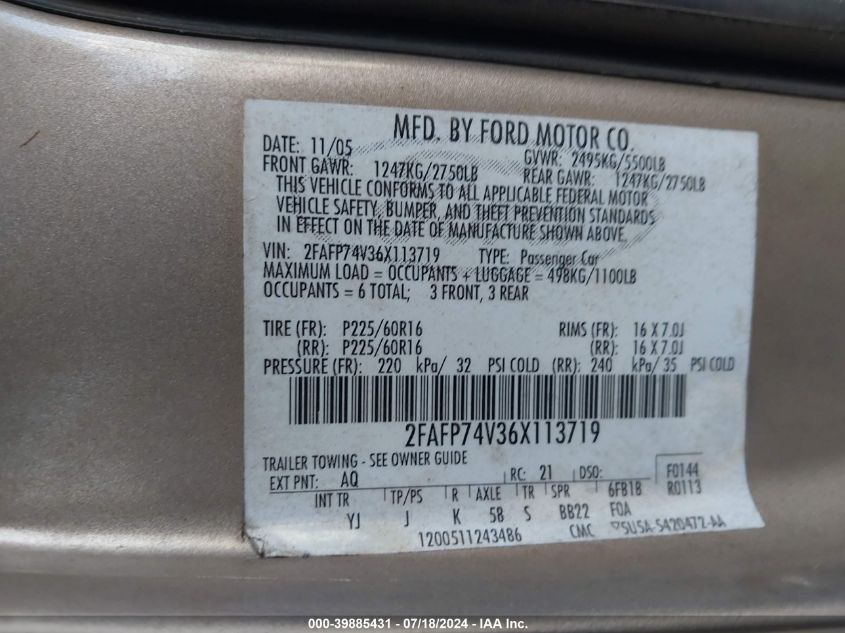 MFD. BY FORD MOTOR CO.
DATE: 11/05 GVWR: 2495KG/5500LB
FRONT GAWR: 1247KG/2750LB REAR GAWR: 1247KG/2750LB
THIS VEHICLE CONFORMS TO ALL APPLICABLE FEDERAL MOTOR
VEHICLE SAFETY, BUMPER, AND THEFT PREVENTION STANDARDS
IN EFFECT ON THE DATE OF MANUFACTURE SHOWN ABOVE.
VIN: 2FAFP74V36X113719 TYPE: Passenger Car
MAXIMUM LOAD = OCCUPANTS + LUGGAGE = 498KG/1100LB
OCCUPANTS = 6 TOTAL; 3 FRONT, 3 REAR
TIRE (FR): P225/60R16 RIMS (FR): 16 X 7.0J
(RR): P225/60R16 (RR): 16 X 7.0J
PRESSURE (FR): 220 kPa/ 32 PSI COLD (RR): 240 kPa/ 35 PSI COLD
2FAFP74V36X113719
TRAILER TOWING - SEE OWNER GUIDE
EXT PNT: AQ RC: 21 DSO: F0144
INT TR TP/PS R AXLE TR SPR 6FB1B R0113
YJ J K 58 S BB22 FOA
1200511243486 CMC 5U5A-5420472-AA
000-39885431 - 07/18/2024 - IAA Inc.